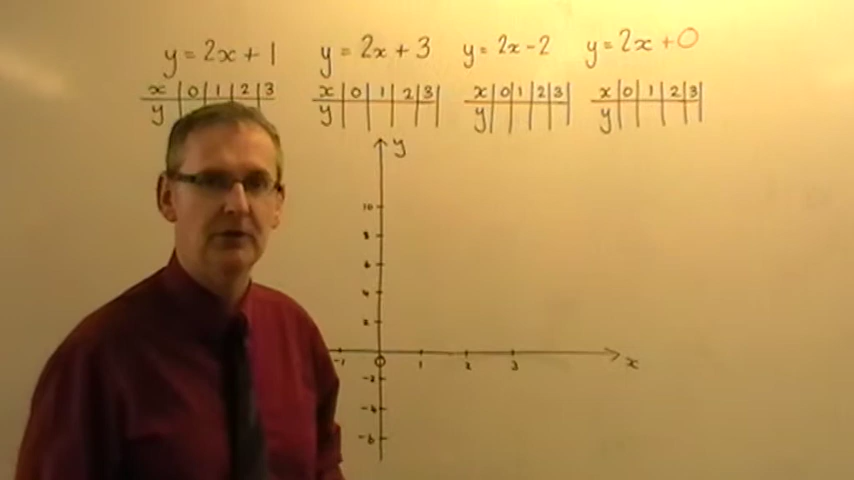 y = 2x + 1 y = 2x + 3 y = 2x - 2 y = 2x + 0
x 0 1 2 3 x 0 1 2 3 x 0 1 2 3 x 0 1 2 3
y y y y
y
10
8
6
4
2
-1 0 1 2 3 x
-2
-4
-6